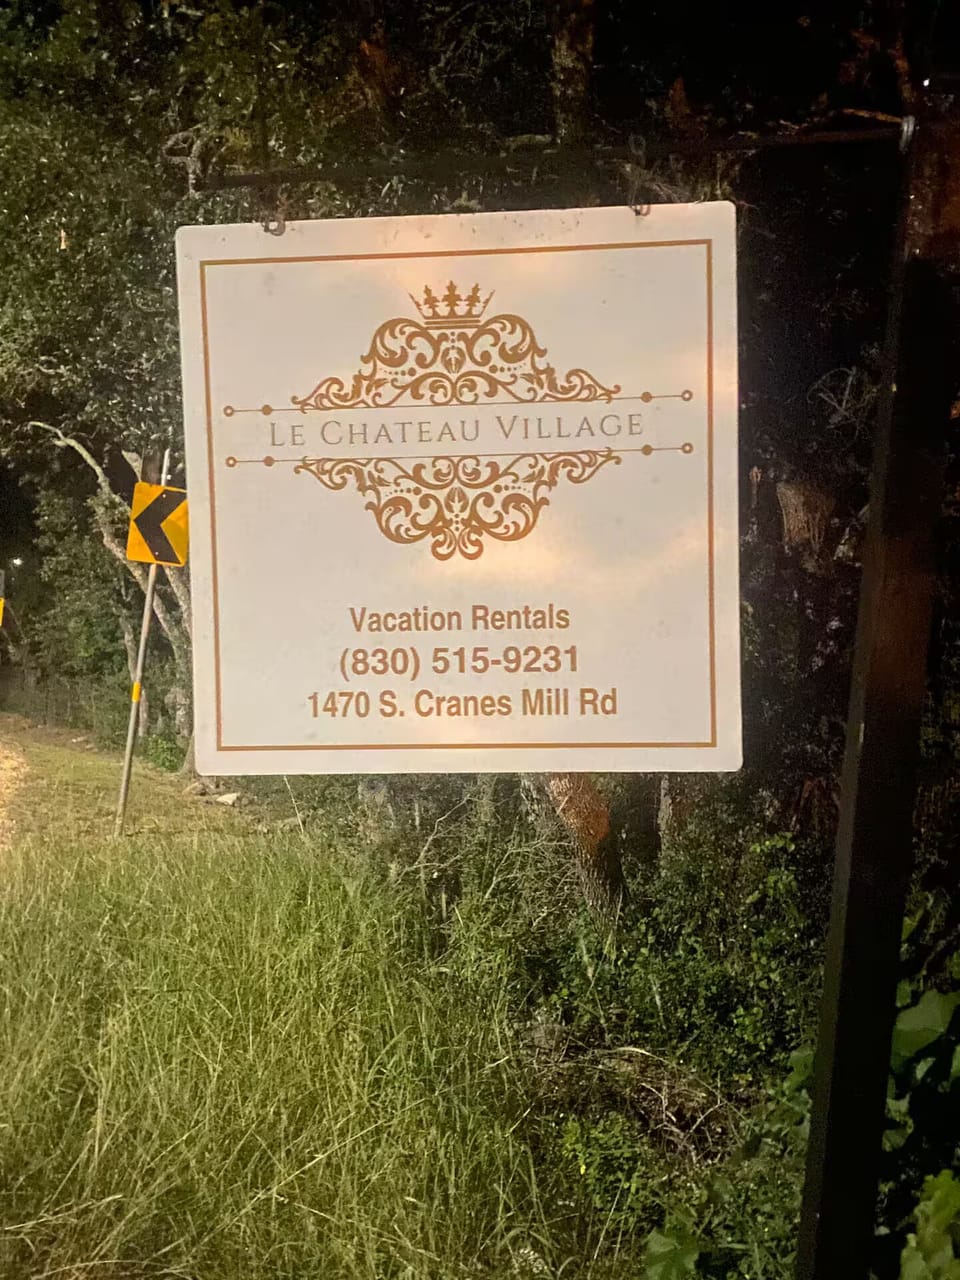 LE CHATEAU VILLAGE
Vacation Rentals
(830) 515-9231
1470 S. Cranes Mill Rd